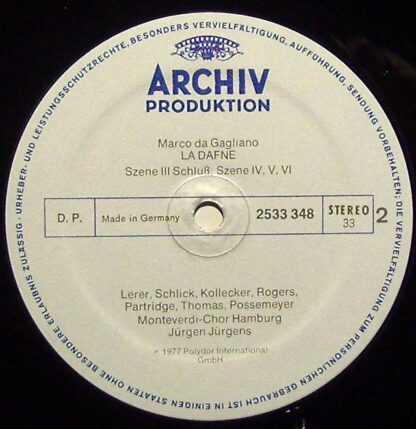 ARCHIV
PRODUKTION
Marco da Gagliano
LA DAFNE
Szene III Schluß, Szene IV, V, VI
D. P.
Made in Germany
2533 348
STEREO
33
2
Lerer, Schlick, Kollecker, Rogers,
Partridge, Thomas, Possemeyer
Monteverdi-Chor Hamburg
Jürgen Jürgens
℗ 1977 Polydor International
GmbH
URHEBER- UND LEISTUNGSSCHUTZRECHTE, BESONDERS VERVIELFÄLTIGUNG, AUFFÜHRUNG, SENDUNG VORBEHALTEN; DIE VERVIELFÄLTIGUNG ZUM PERSÖNLICHEN GEBRAUCH IST IN EINIGEN STAATEN OHNE BESONDERE ERLAUBNIS ZULÄSSIG ·